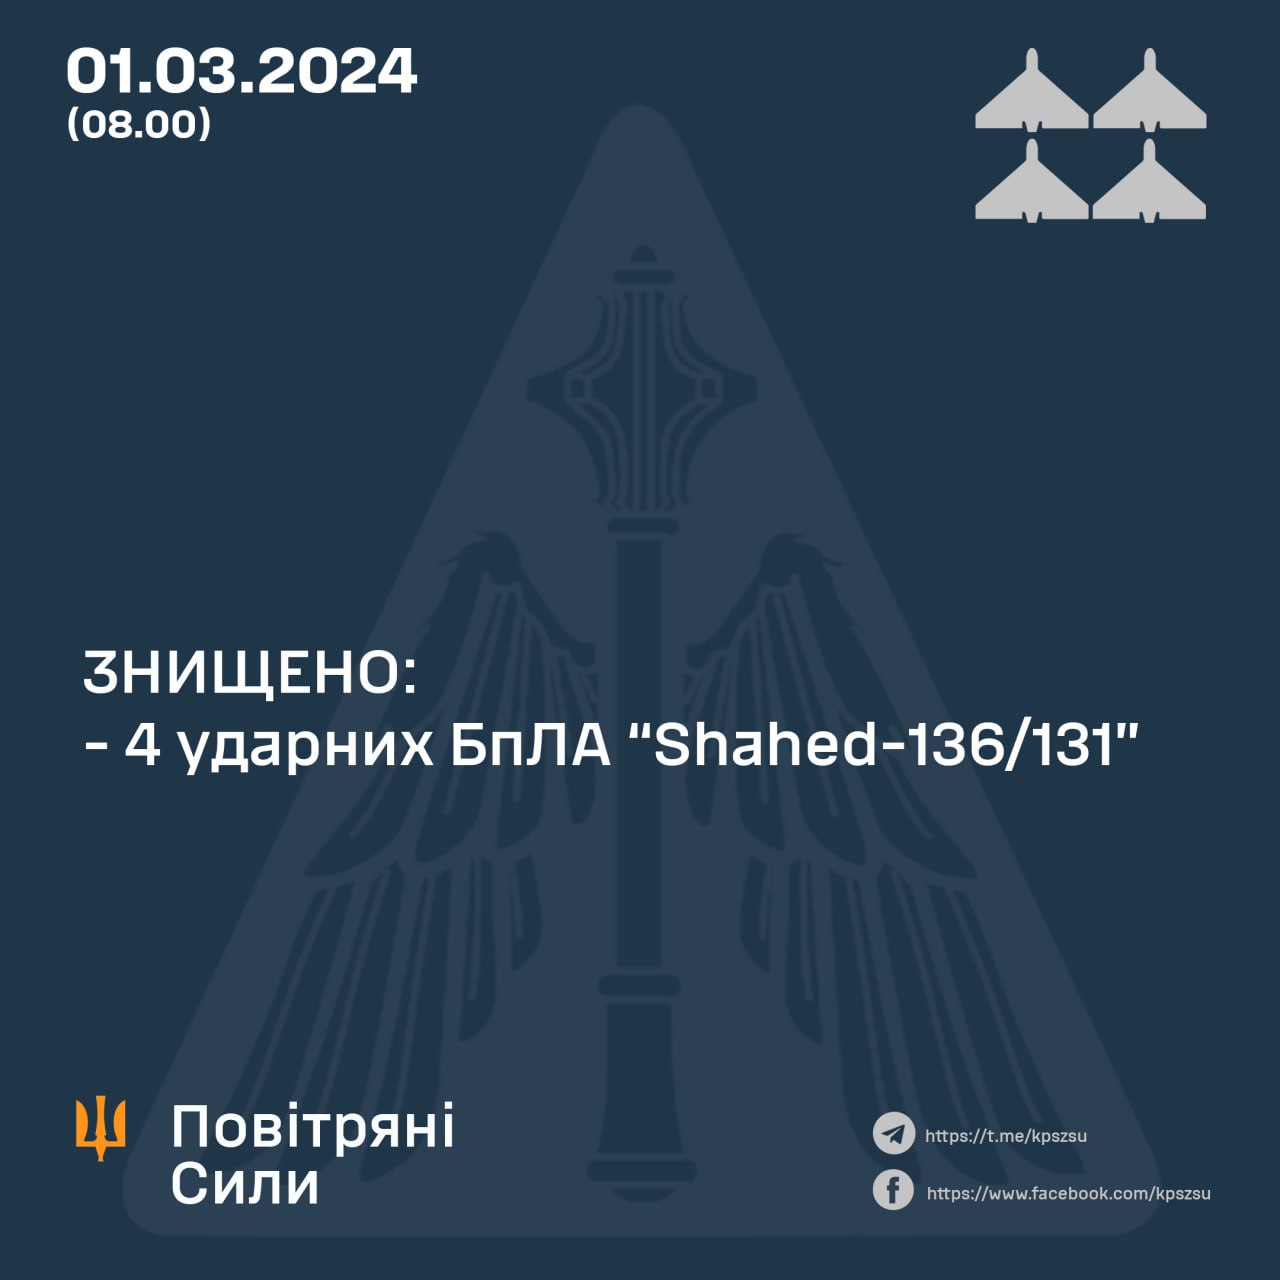 01.03.2024
(08.00)
ЗНИЩЕНО:
- 4 ударних БпЛА “Shahed-136/131”
Повітряні
Сили
https://t.me/kpszsu
https://www.facebook.com/kpszsu